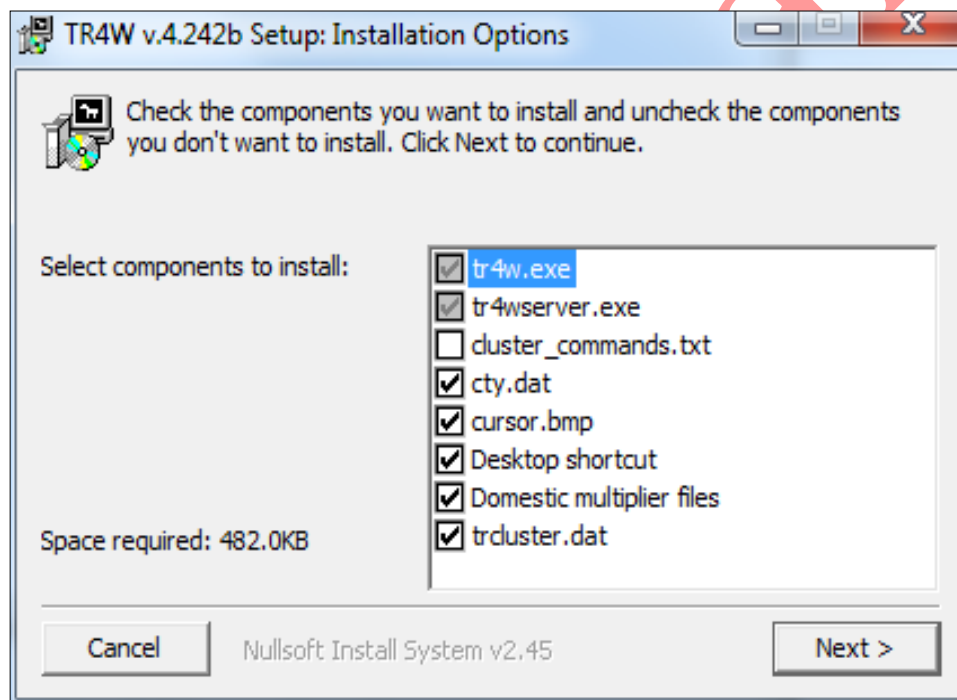 TR4W v.4.242b Setup: Installation Options
Check the components you want to install and uncheck the components
you don't want to install. Click Next to continue.
Select components to install:
tr4w.exe
tr4wserver.exe
cluster_commands.txt
cty.dat
cursor.bmp
Desktop shortcut
Domestic multiplier files
trcluster.dat
Space required: 482.0KB
Cancel
Nullsoft Install System v2.45
Next >